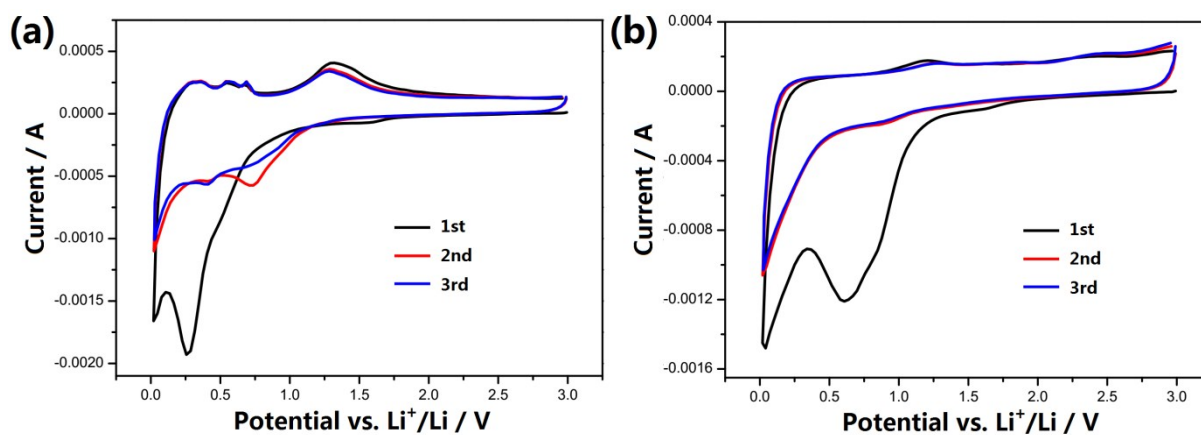 (a)
0.0005
0.0000
-0.0005
-0.0010
-0.0015
-0.0020
Current / A
1st
2nd
3rd
0.0 0.5 1.0 1.5 2.0 2.5 3.0
Potential vs. Li⁺/Li / V
(b)
0.0004
0.0000
-0.0004
-0.0008
-0.0012
-0.0016
Current / A
1st
2nd
3rd
0.0 0.5 1.0 1.5 2.0 2.5 3.0
Potential vs. Li⁺/Li / V